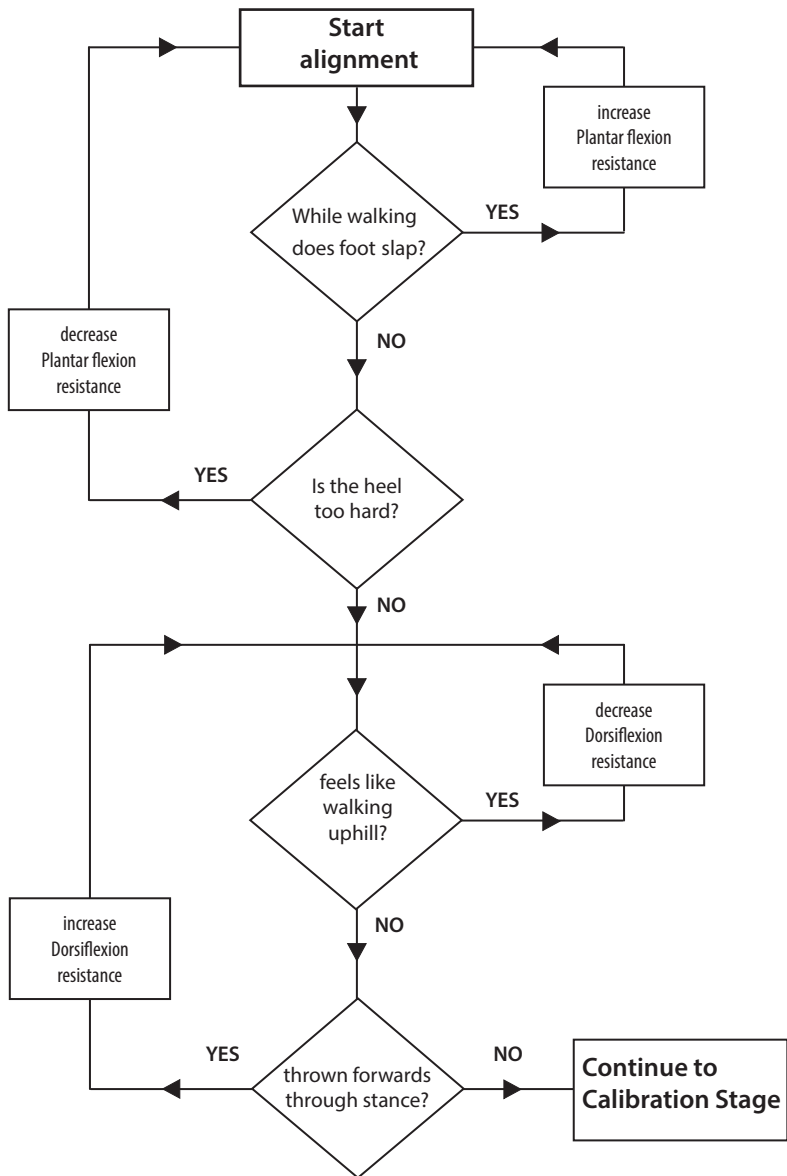 Start
alignment
increase
Plantar flexion
resistance
While walking
does foot slap?
YES
NO
decrease
Plantar flexion
resistance
YES
Is the heel
too hard?
NO
decrease
Dorsiflexion
resistance
feels like
walking
uphill?
YES
NO
increase
Dorsiflexion
resistance
YES
thrown forwards
through stance?
NO
Continue to
Calibration Stage